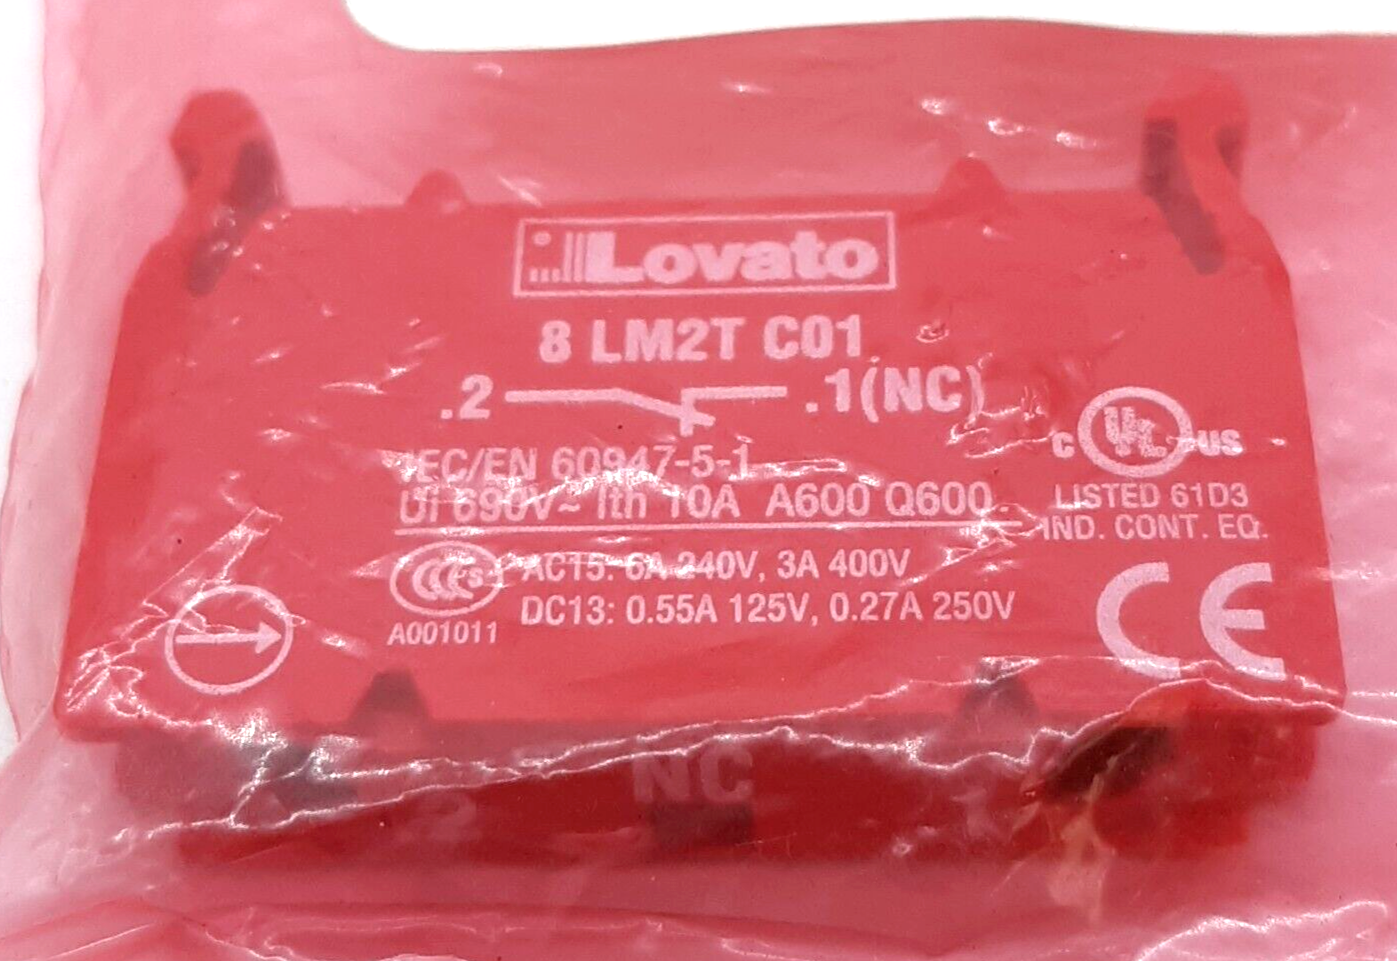 Lovato
8 LM2T C01
.2 .1(NC)
IEC/EN 60947-5-1
Ui 690V~ Ith 10A A600 Q600
c UL US
LISTED 61D3
IND. CONT. EQ.
CCC S
AC15: 6A 240V, 3A 400V
DC13: 0.55A 125V, 0.27A 250V
A001011
CE
NC
2 1